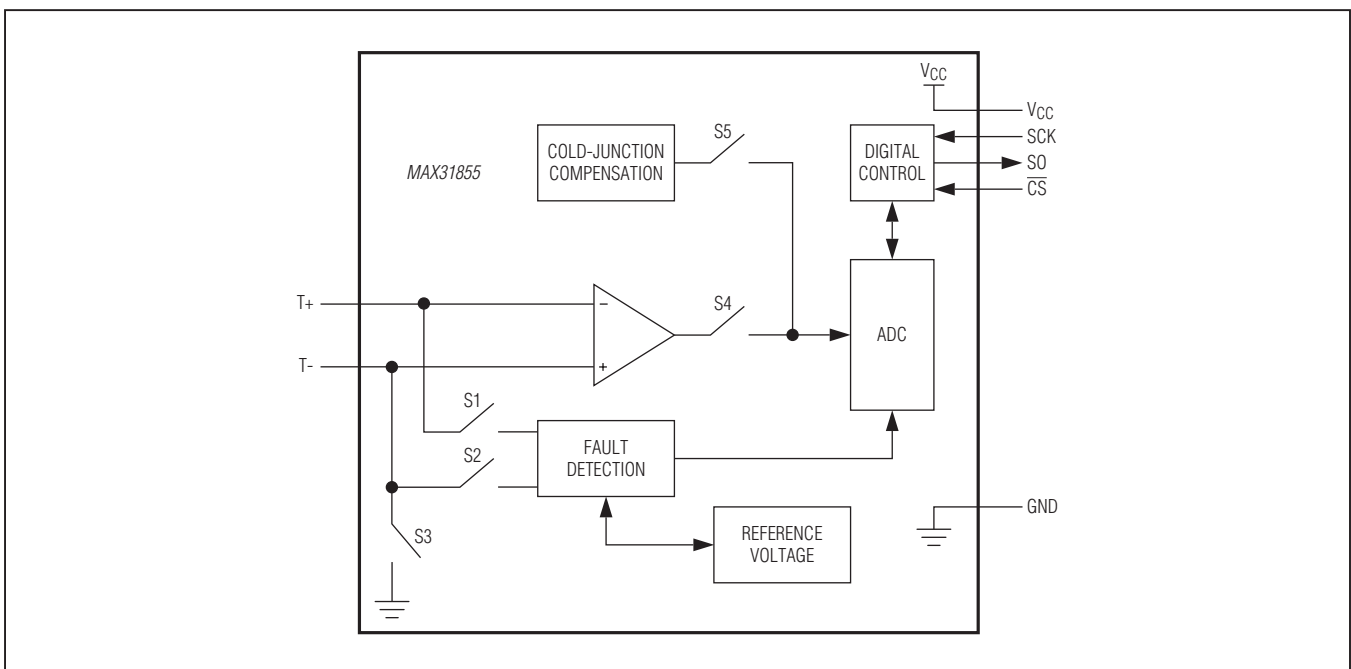 VCC
VCC
SCK
SO
CS
S5
COLD-JUNCTION
COMPENSATION
DIGITAL
CONTROL
MAX31855
T+
–
S4
ADC
T-
+
S1
FAULT
DETECTION
S2
GND
S3
REFERENCE
VOLTAGE